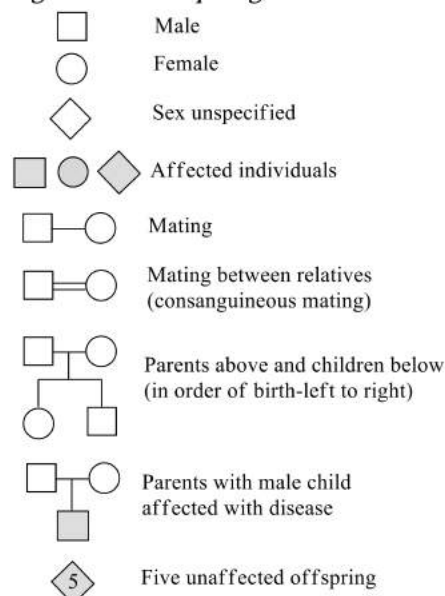 Male
Female
Sex unspecified
Affected individuals
Mating
Mating between relatives
(consanguineous mating)
Parents above and children below
(in order of birth-left to right)
Parents with male child
affected with disease
5 Five unaffected offspring